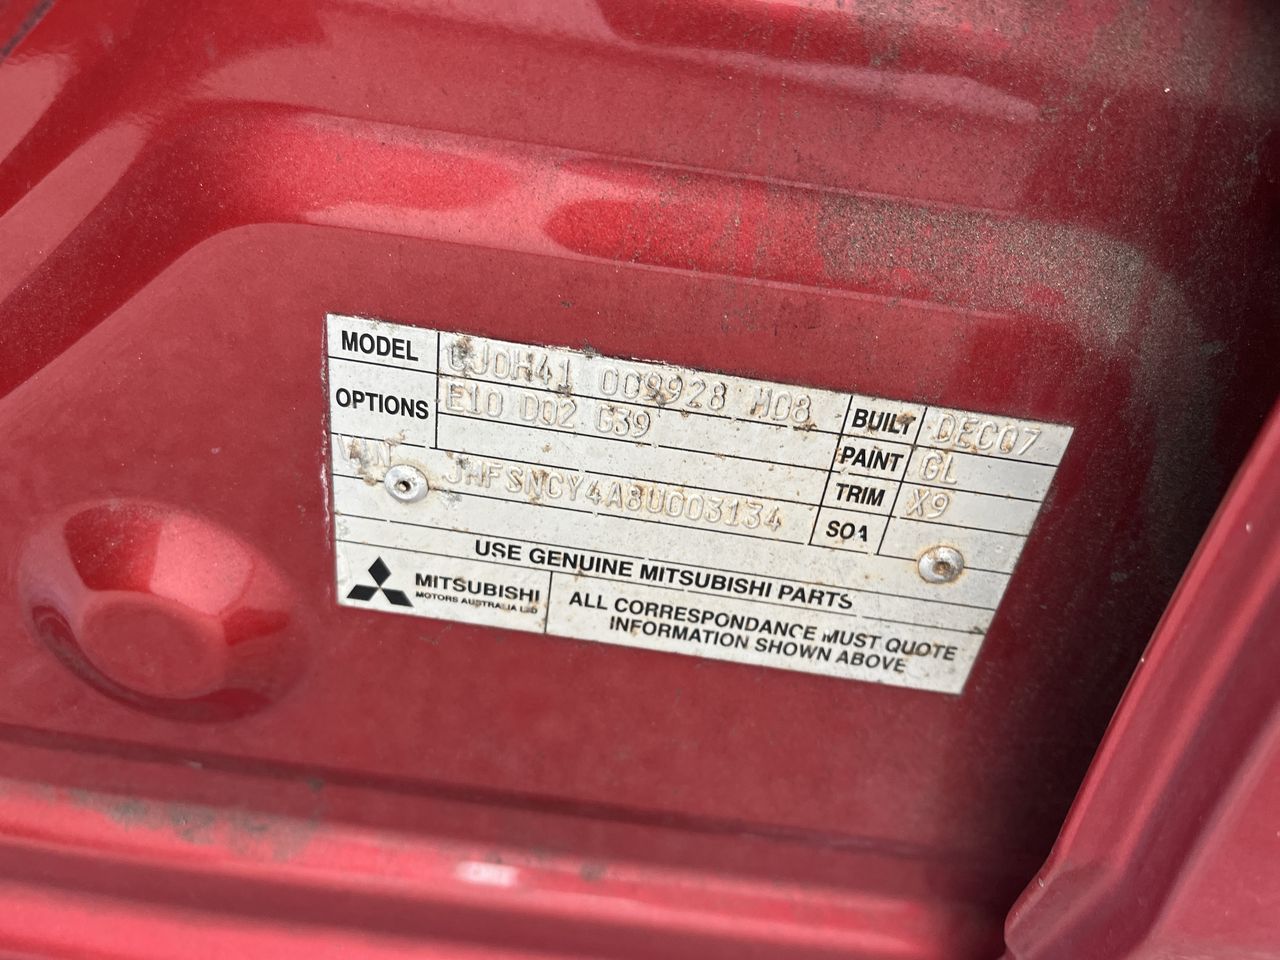 MODEL CJ0H41 009928 M08 BUILT DEC07
OPTIONS E10 D02 G39 PAINT GL
TRIM X9
VIN JMFSNCY4A8U003134 SOA
USE GENUINE MITSUBISHI PARTS
MITSUBISHI
MOTORS AUSTRALIA LTD
ALL CORRESPONDANCE MUST QUOTE
INFORMATION SHOWN ABOVE